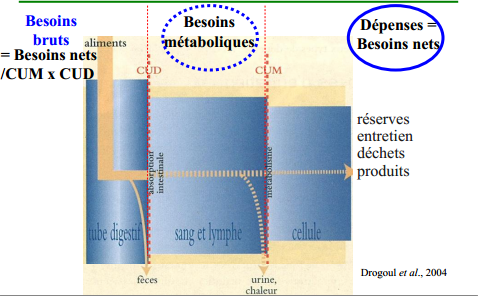 Besoins
bruts
= Besoins nets
/CUM x CUD
Besoins
métaboliques
Dépenses =
Besoins nets
aliments
CUD
CUM
absorption
intestinale
métabolisme
réserves
entretien
déchets
produits
tube digestif
sang et lymphe
cellule
fèces
urine,
chaleur
Drogoul et al., 2004